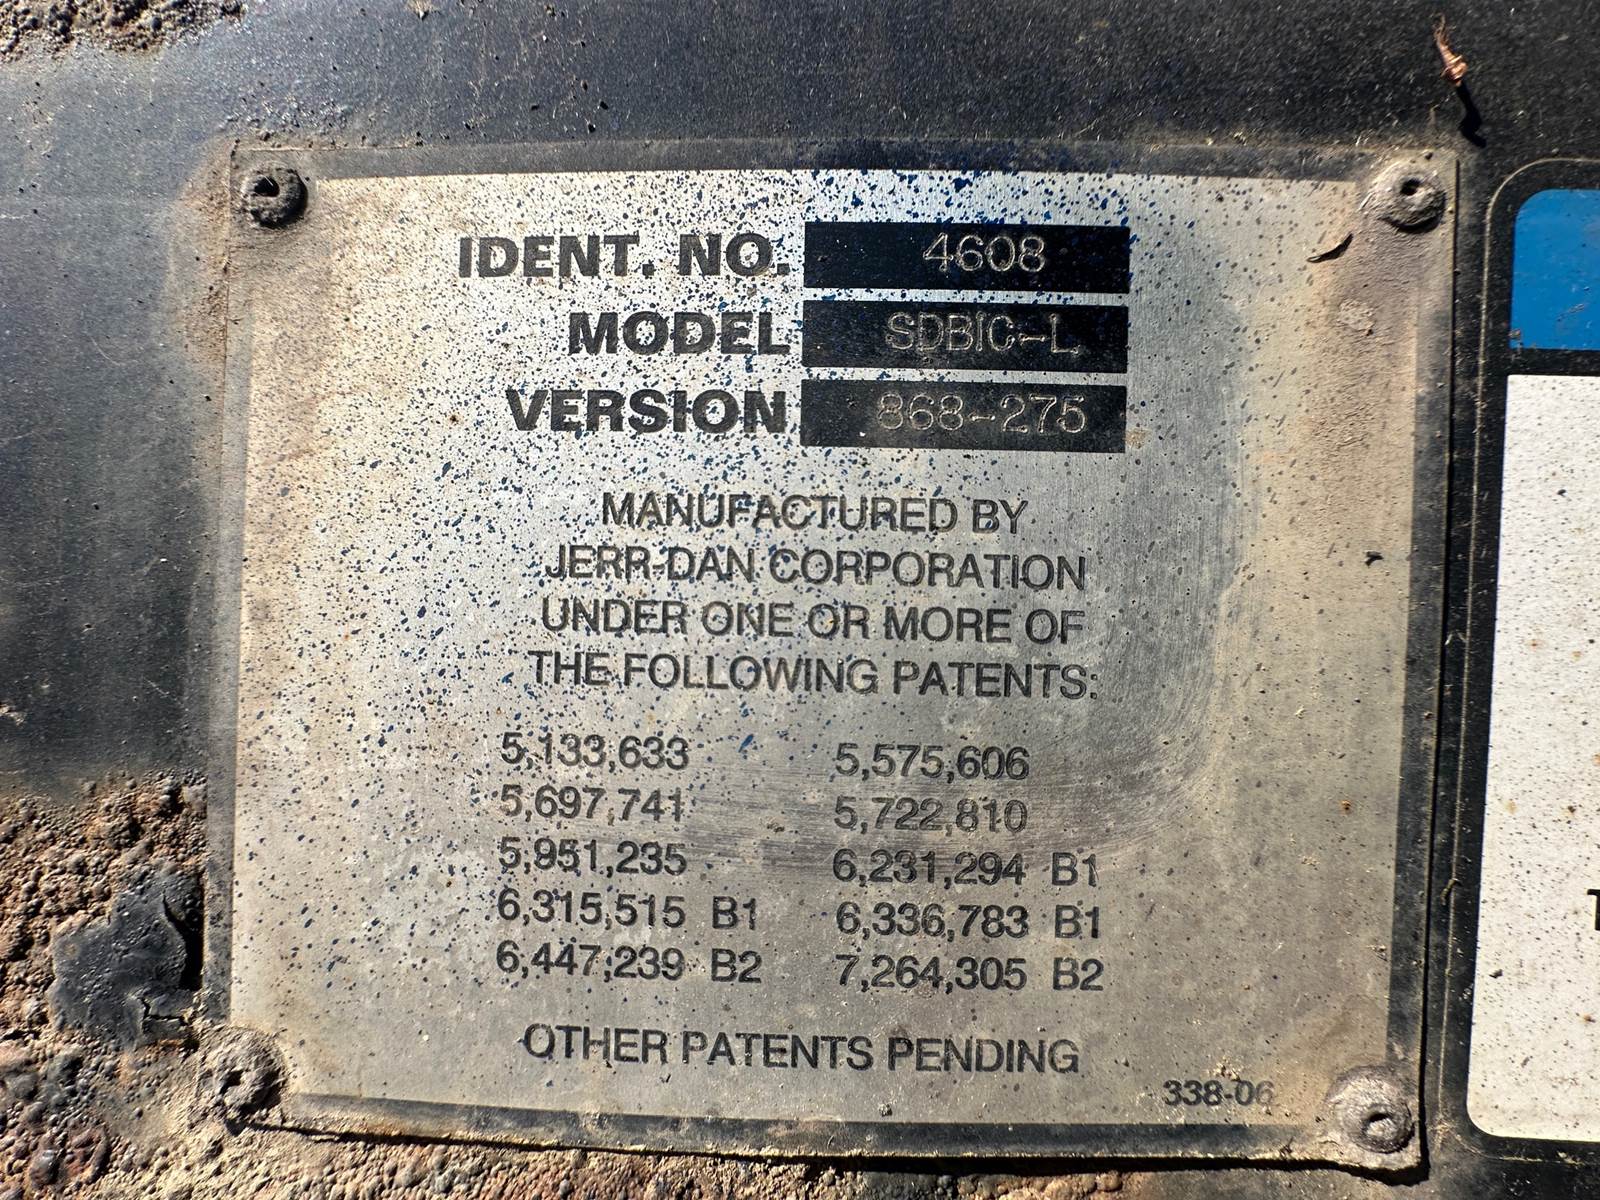 IDENT. NO. 4608
MODEL SDBIC-L
VERSION 868-275
MANUFACTURED BY
JERR-DAN CORPORATION
UNDER ONE OR MORE OF
THE FOLLOWING PATENTS:
5,133,633 5,575,606
5,697,741 5,722,810
5,951,235 6,231,294 B1
6,315,515 B1 6,336,783 B1
6,447,239 B2 7,264,305 B2
OTHER PATENTS PENDING
338-06